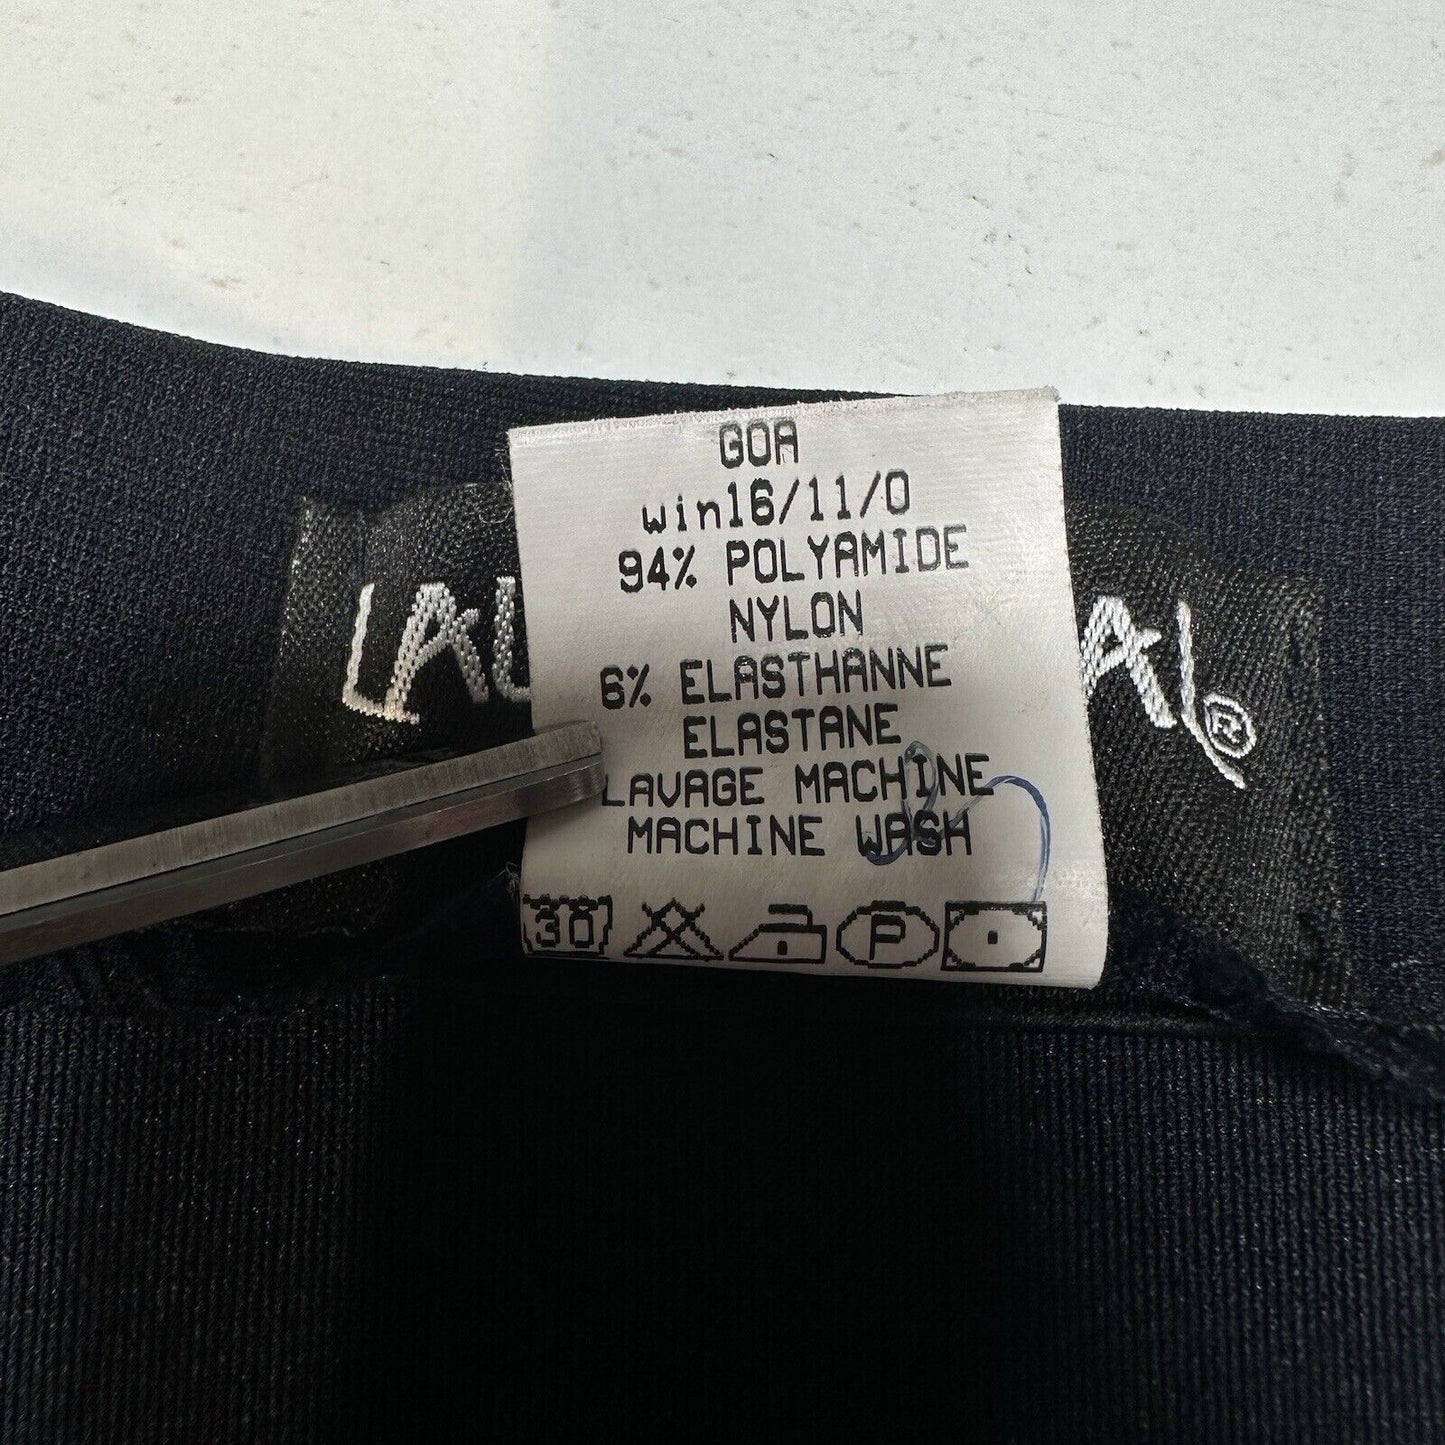 GOA
win16/11/0
94% POLYAMIDE
NYLON
6% ELASTHANNE
ELASTANE
LAVAGE MACHINE
MACHINE WASH
30 P
®